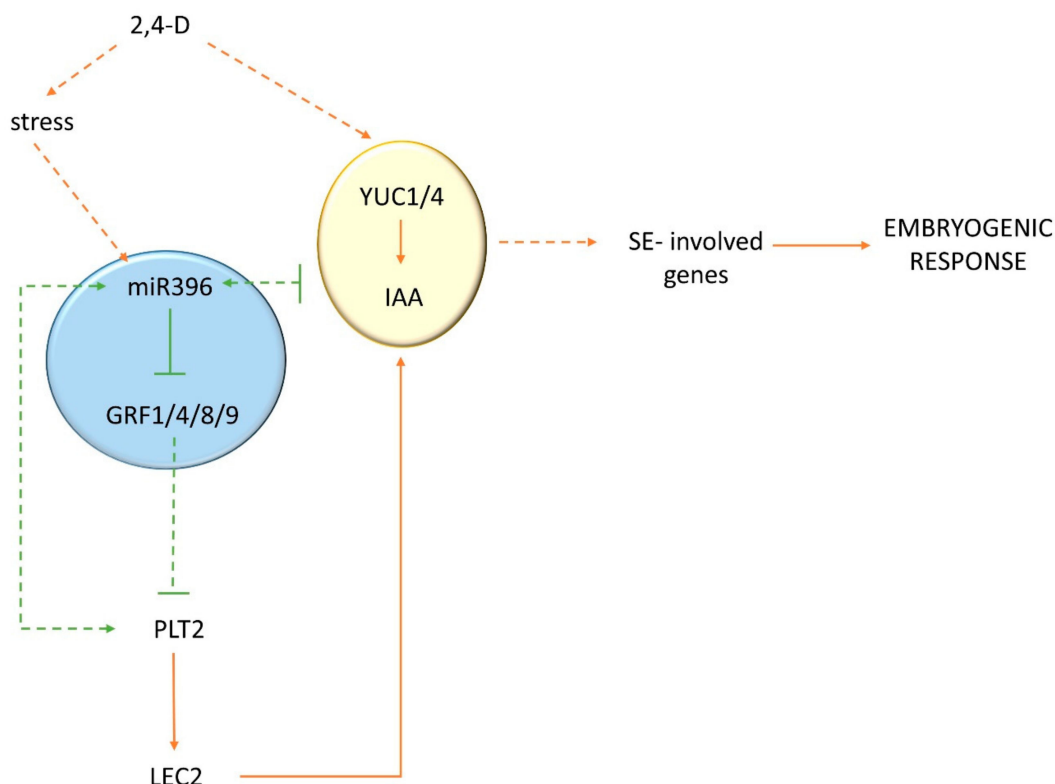 2,4-D
stress
YUC1/4
IAA
SE- involved
genes
EMBRYOGENIC
RESPONSE
miR396
GRF1/4/8/9
PLT2
LEC2